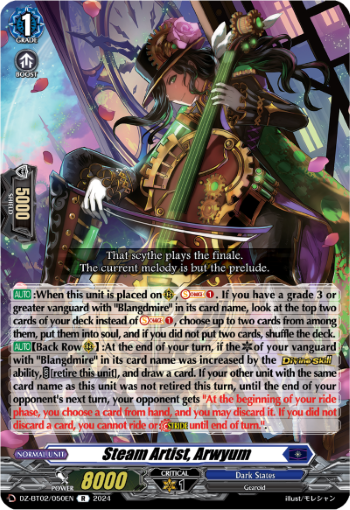 1
GRADE
BOOST
SHIELD
5000
That scythe plays the finale.
The current melody is but the prelude.
AUTO:When this unit is placed on (RC), SOUL CHARGE 1. If you have a grade 3 or
greater vanguard with "Blangdmire" in its card name, look at the top two
cards of your deck instead of SOUL CHARGE 1, choose up to two cards from among
them, put them into soul, and if you did not put two cards, shuffle the deck.
AUTO【Back Row (RC)】:At the end of your turn, if the ☀ of your vanguard
with "Blangdmire" in its card name was increased by the Divine Skill
ability, [retire this unit], and draw a card. If your other unit with the same
card name as this unit was not retired this turn, until the end of your
opponent's next turn, your opponent gets "At the beginning of your ride
phase, you choose a card from hand, and you may discard it. If you did not
discard a card, you cannot ride or STRIDE until end of turn.".
NORMAL UNIT
Steam Artist, Arwyum
POWER 8000
CRITICAL
1
Dark States
Gearoid
DZ-BT02/050EN R 2024
illust/モレシャン